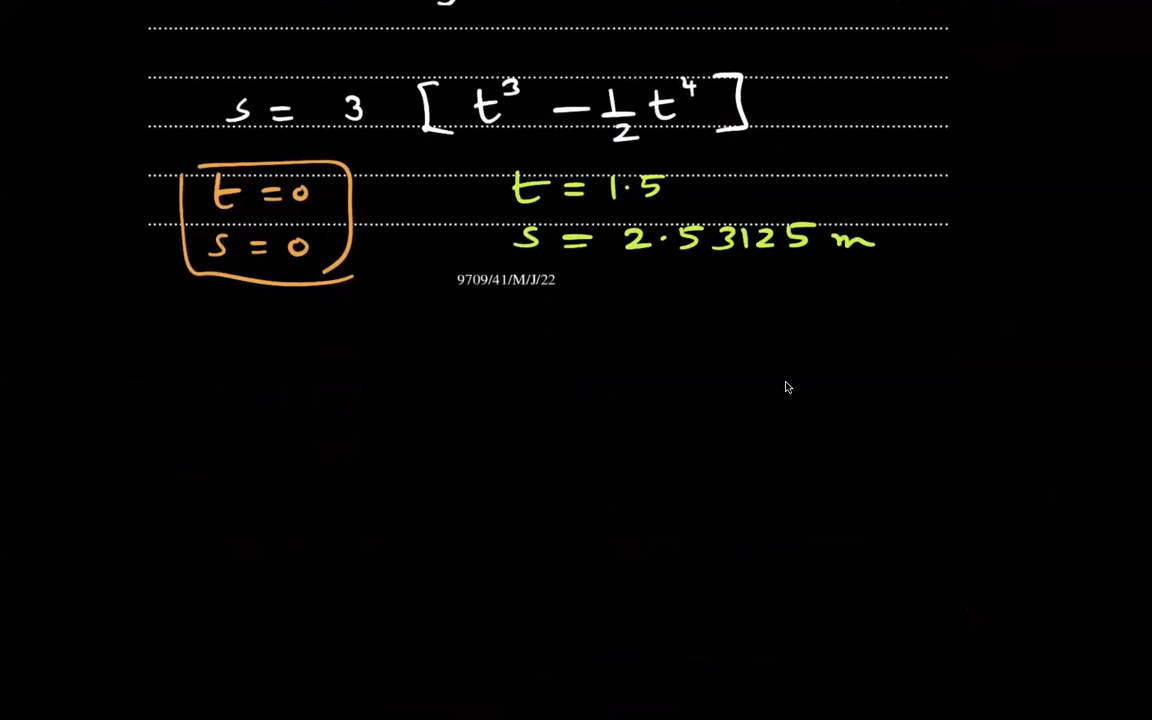 s = 3 [ t³ − 1/2 t⁴ ]
t = 0
s = 0
t = 1.5
s = 2.53125 m
9709/41/M/J/22